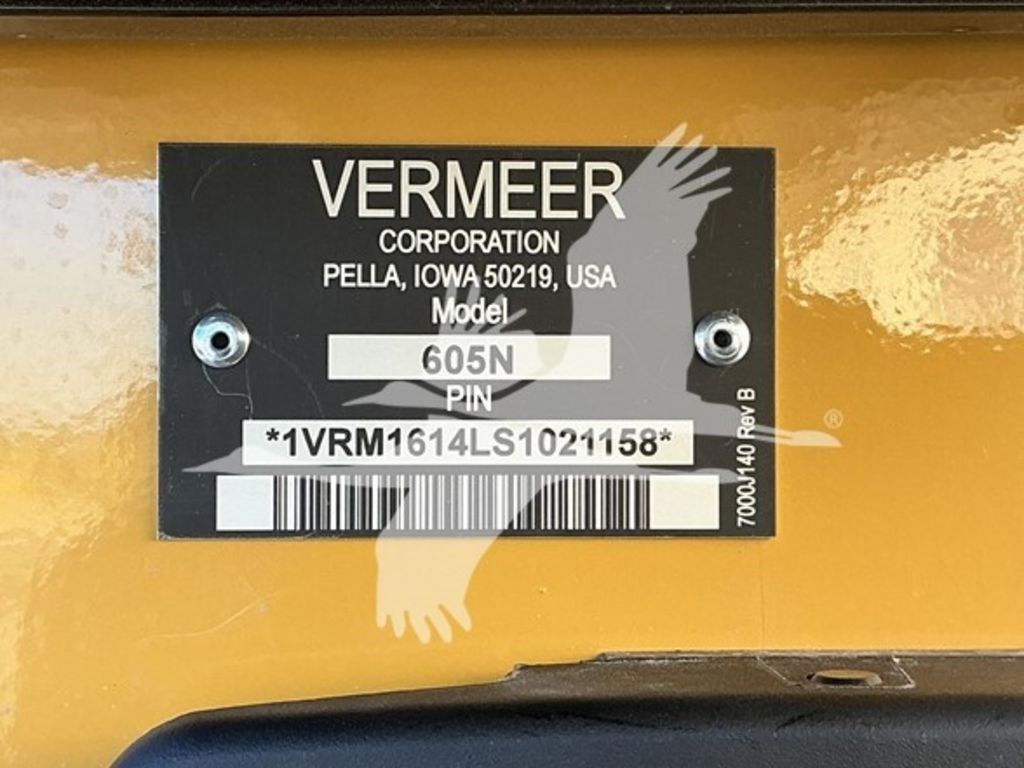 VERMEER
CORPORATION
PELLA, IOWA 50219, USA
Model
605N
PIN
*1VRM1614LS1021158*
7000J140 Rev B
®